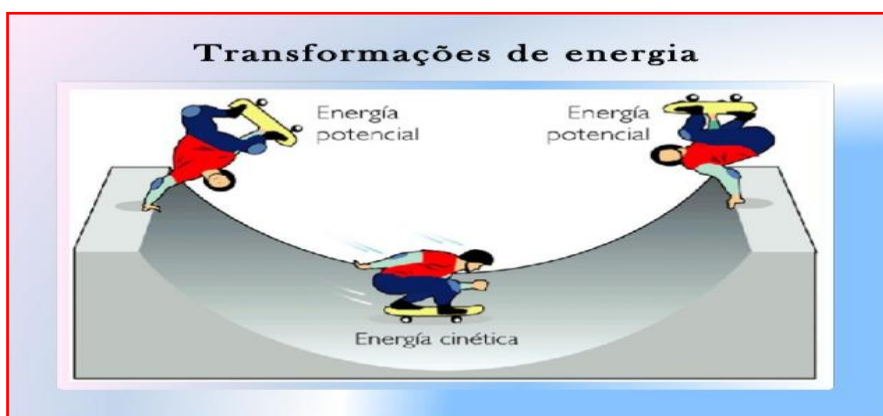 Transformações de energia
Energía
potencial
Energía
potencial
Energía cinética